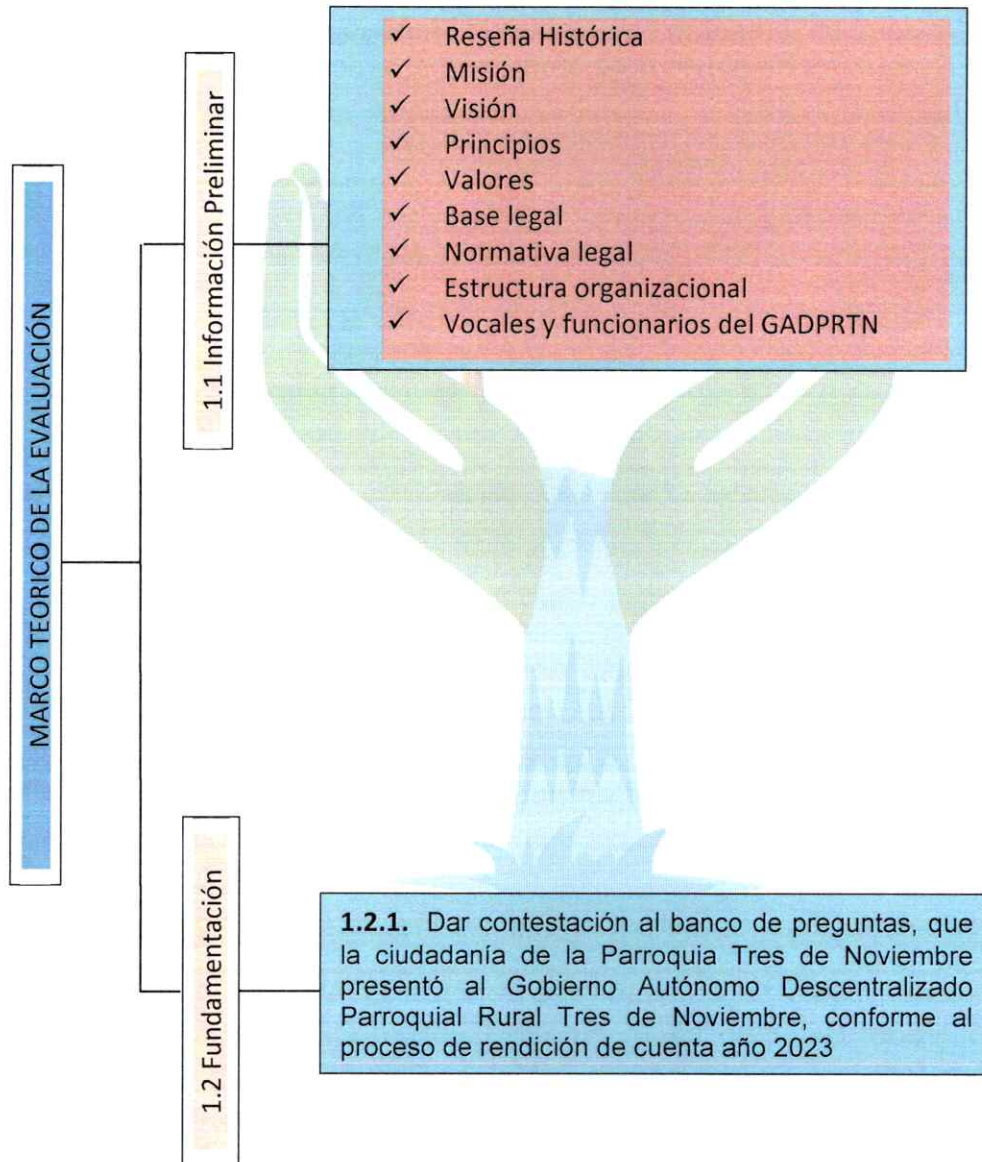 MARCO TEORICO DE LA EVALUACIÓN
1.1 Información Preliminar
✓ Reseña Histórica
✓ Misión
✓ Visión
✓ Principios
✓ Valores
✓ Base legal
✓ Normativa legal
✓ Estructura organizacional
✓ Vocales y funcionarios del GADPRTN
1.2 Fundamentación
1.2.1. Dar contestación al banco de preguntas, que
la ciudadanía de la Parroquia Tres de Noviembre
presentó al Gobierno Autónomo Descentralizado
Parroquial Rural Tres de Noviembre, conforme al
proceso de rendición de cuenta año 2023